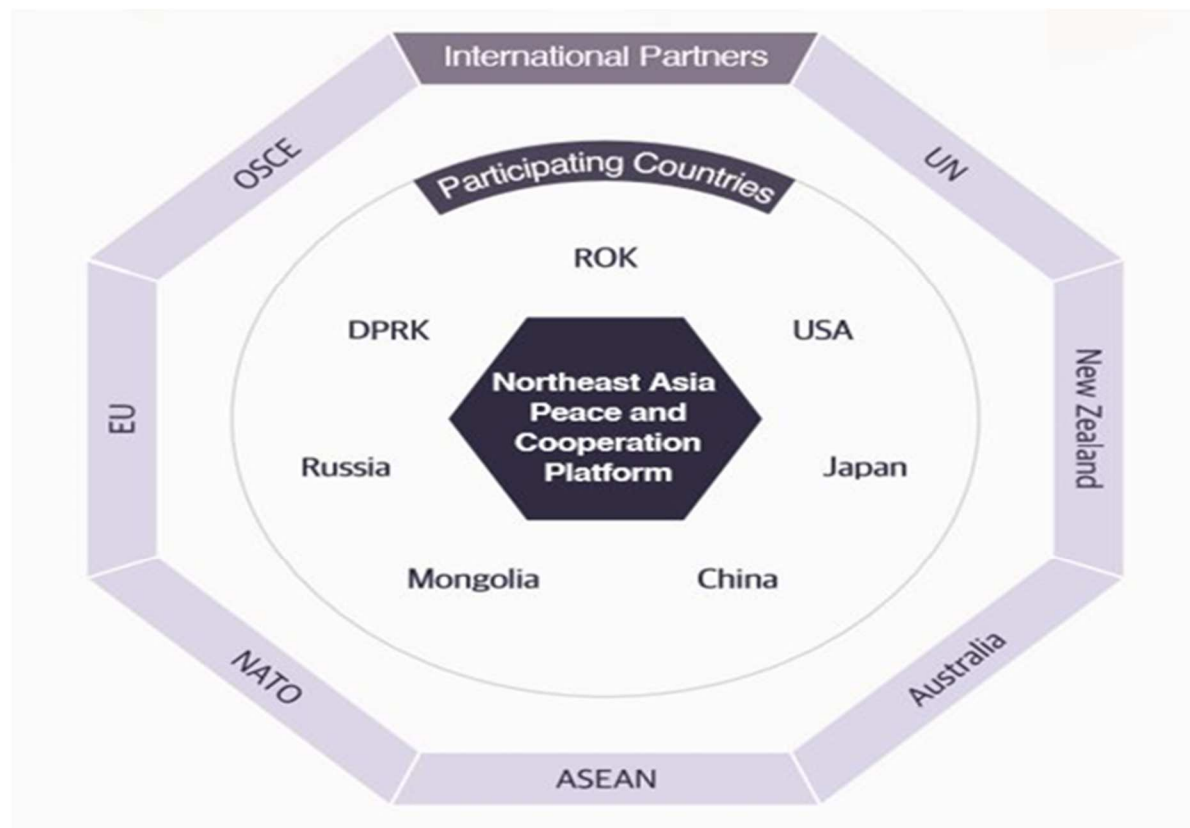 International Partners
OSCE
UN
Participating Countries
ROK
DPRK
USA
Northeast Asia
Peace and
Cooperation
Platform
EU
New Zealand
Russia
Japan
Mongolia
China
NATO
Australia
ASEAN